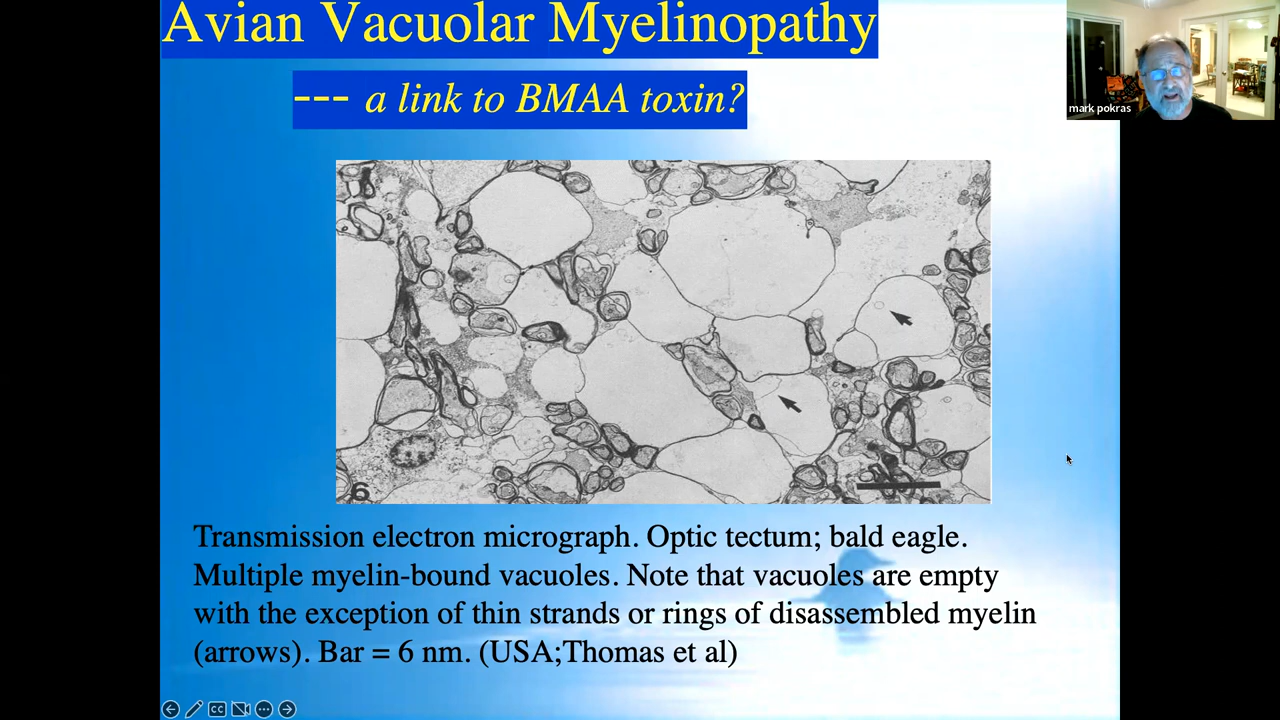 Avian Vacuolar Myelinopathy
--- a link to BMAA toxin?
mark pokras
6
Transmission electron micrograph. Optic tectum; bald eagle.
Multiple myelin-bound vacuoles. Note that vacuoles are empty
with the exception of thin strands or rings of disassembled myelin
(arrows). Bar = 6 nm. (USA;Thomas et al)
CC